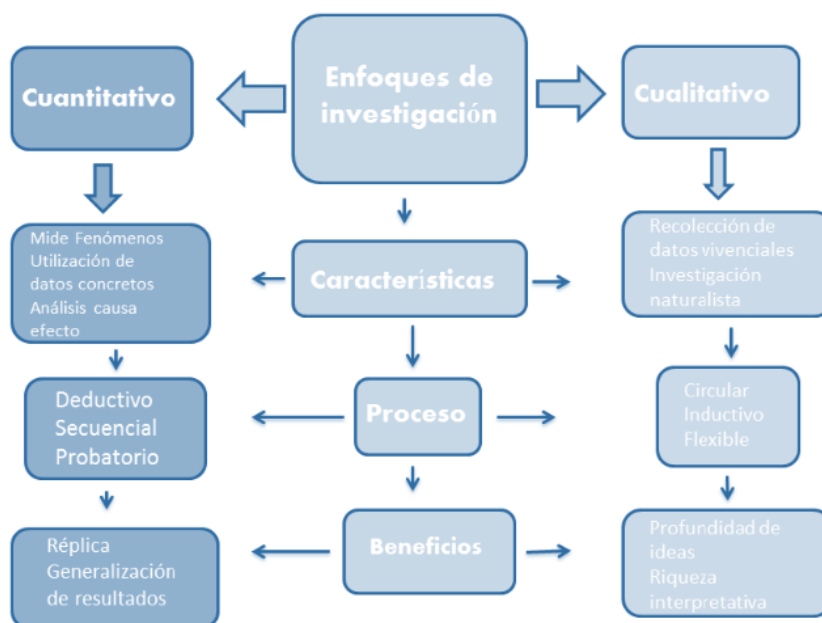 Enfoques de
investigación
Cuantitativo
Cualitativo
Mide Fenómenos
Utilización de
datos concretos
Análisis causa
efecto
Características
Recolección de
datos vivenciales
Investigación
naturalista
Deductivo
Secuencial
Probatorio
Proceso
Circular
Inductivo
Flexible
Réplica
Generalización
de resultados
Beneficios
Profundidad de
ideas
Riqueza
interpretativa